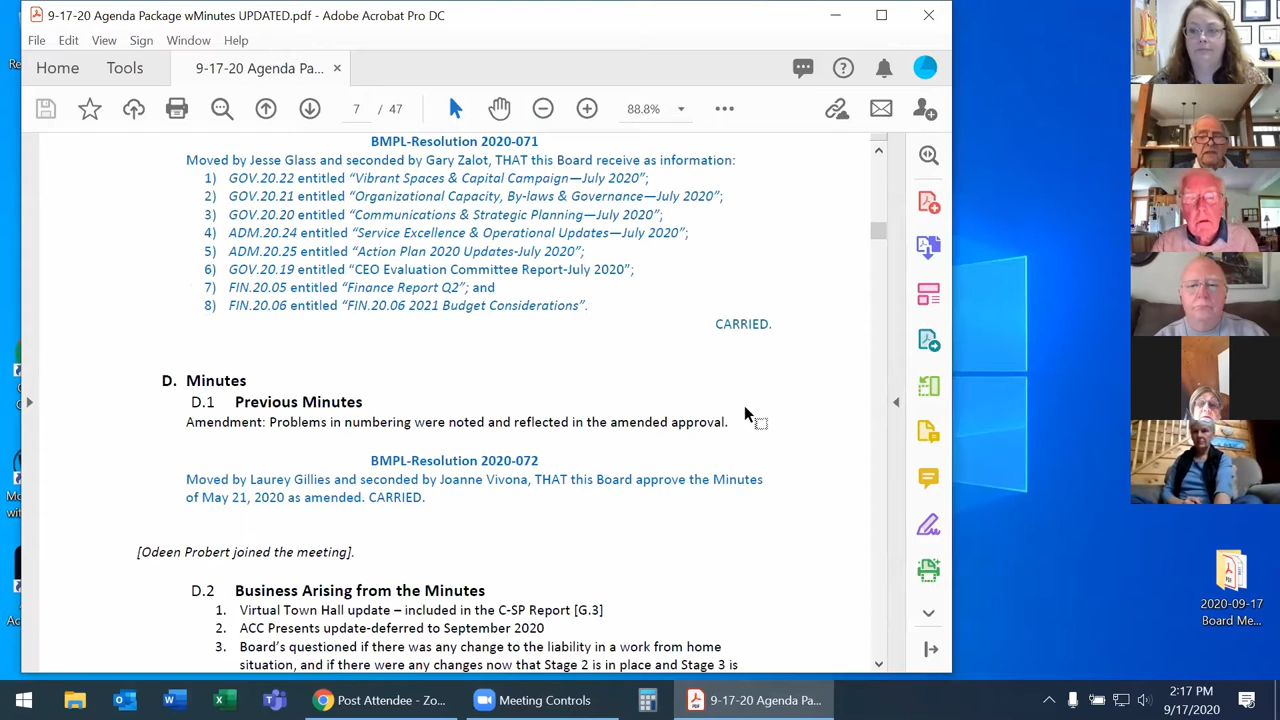 9-17-20 Agenda Package wMinutes UPDATED.pdf - Adobe Acrobat Pro DC
File Edit View Sign Window Help
Home Tools 9-17-20 Agenda Pa... ×
7 / 47 88.8%
BMPL-Resolution 2020-071
Moved by Jesse Glass and seconded by Gary Zalot, THAT this Board receive as information:
1) GOV.20.22 entitled “Vibrant Spaces & Capital Campaign—July 2020”;
2) GOV.20.21 entitled “Organizational Capacity, By-laws & Governance—July 2020”;
3) GOV.20.20 entitled “Communications & Strategic Planning—July 2020”;
4) ADM.20.24 entitled “Service Excellence & Operational Updates—July 2020”;
5) ADM.20.25 entitled “Action Plan 2020 Updates-July 2020”;
6) GOV.20.19 entitled “CEO Evaluation Committee Report-July 2020”;
7) FIN.20.05 entitled “Finance Report Q2”; and
8) FIN.20.06 entitled “FIN.20.06 2021 Budget Considerations”.
CARRIED.
D. Minutes
D.1 Previous Minutes
Amendment: Problems in numbering were noted and reflected in the amended approval.
BMPL-Resolution 2020-072
Moved by Laurey Gillies and seconded by Joanne Vivona, THAT this Board approve the Minutes
of May 21, 2020 as amended. CARRIED.
[Odeen Probert joined the meeting].
D.2 Business Arising from the Minutes
1. Virtual Town Hall update – included in the C-SP Report [G.3]
2. ACC Presents update-deferred to September 2020
3. Board's questioned if there was any change to the liability in a work from home
situation, and if there were any changes now that Stage 2 is in place and Stage 3 is
2020-09-17
Board Me...
Post Attendee - Zo...
Meeting Controls
9-17-20 Agenda Pa...
2:17 PM
9/17/2020